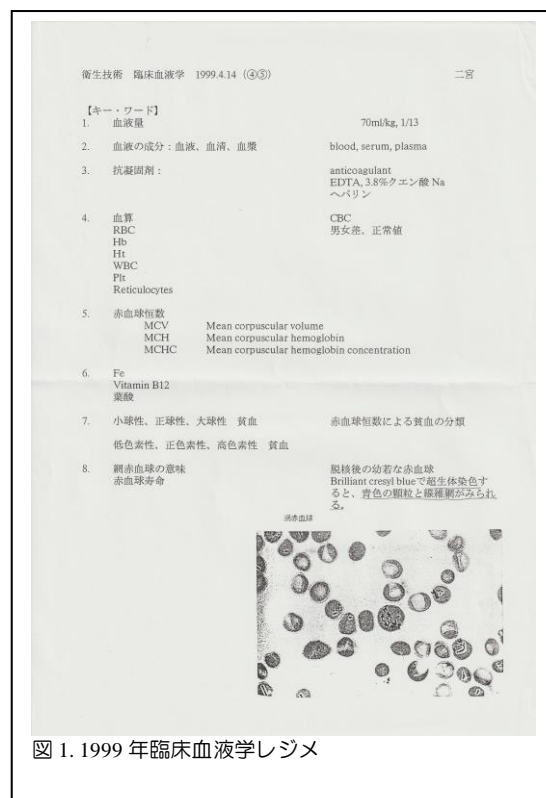 衛生技術 臨床血液学 1999.4.14 (④⑤) 二宮
【キー・ワード】
1. 血液量 70ml/kg, 1/13
2. 血液の成分：血液、血清、血漿 blood, serum, plasma
3. 抗凝固剤： anticoagulant
EDTA, 3.8%クエン酸 Na
ヘパリン
4. 血算 CBC
RBC 男女差、正常値
Hb
Ht
WBC
Plt
Reticulocytes
5. 赤血球恒数
MCV Mean corpuscular volume
MCH Mean corpuscular hemoglobin
MCHC Mean corpuscular hemoglobin concentration
6. Fe
Vitamin B12
葉酸
7. 小球性、正球性、大球性 貧血 赤血球恒数による貧血の分類
低色素性、正色素性、高色素性 貧血
8. 網赤血球の意味 脱核後の幼若な赤血球
赤血球寿命 Brilliant cresyl blueで超生体染色す
ると、青色の顆粒と線維網がみられ
る。
網赤血球
図 1. 1999 年臨床血液学レジメ